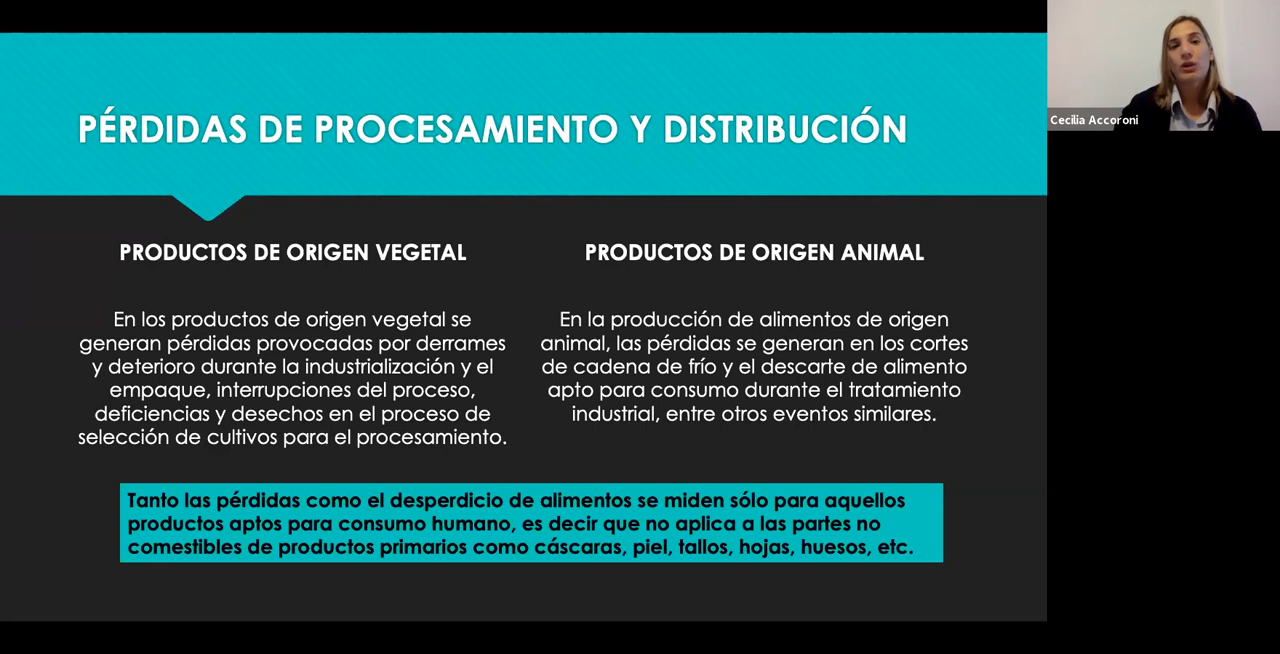 PÉRDIDAS DE PROCESAMIENTO Y DISTRIBUCIÓN
Cecilia Accoroni
PRODUCTOS DE ORIGEN VEGETAL
En los productos de origen vegetal se
generan pérdidas provocadas por derrames
y deterioro durante la industrialización y el
empaque, interrupciones del proceso,
deficiencias y desechos en el proceso de
selección de cultivos para el procesamiento.
PRODUCTOS DE ORIGEN ANIMAL
En la producción de alimentos de origen
animal, las pérdidas se generan en los cortes
de cadena de frío y el descarte de alimento
apto para consumo durante el tratamiento
industrial, entre otros eventos similares.
Tanto las pérdidas como el desperdicio de alimentos se miden sólo para aquellos
productos aptos para consumo humano, es decir que no aplica a las partes no
comestibles de productos primarios como cáscaras, piel, tallos, hojas, huesos, etc.